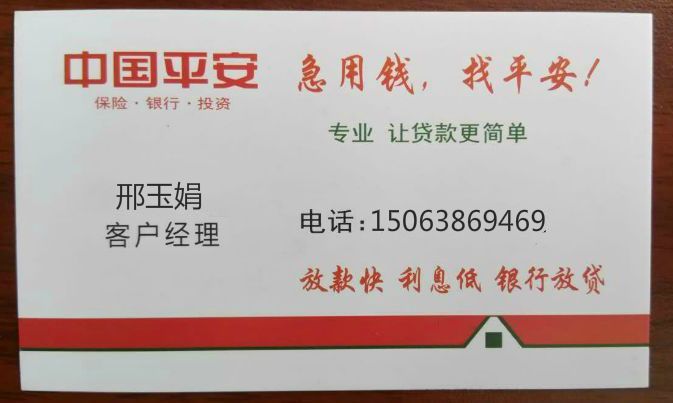 中国平安
保险·银行·投资
急用钱，找平安!
专业 让贷款更简单
邢玉娟
客户经理
电话:15063869469
放款快 利息低 银行放贷